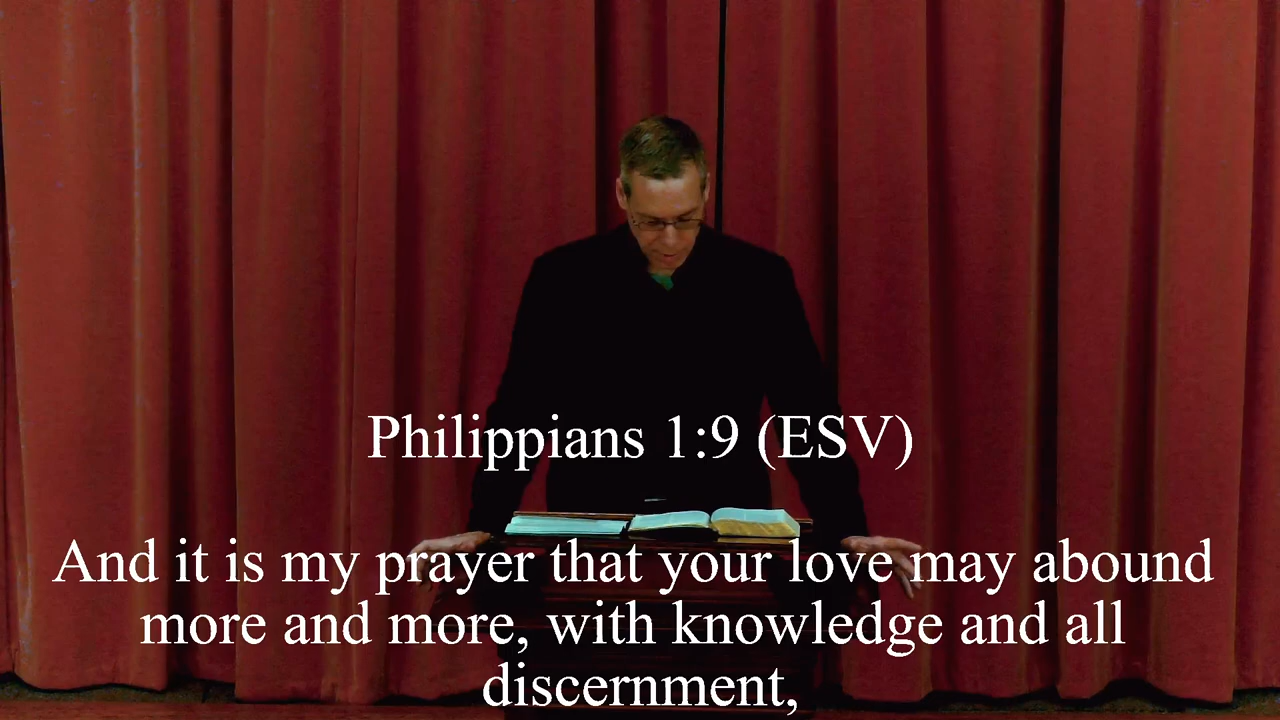 Philippians 1:9 (ESV)
And it is my prayer that your love may abound
more and more, with knowledge and all
discernment,